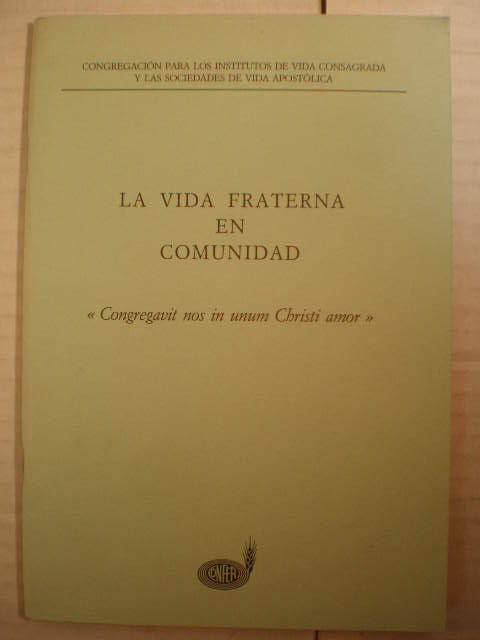 CONGREGACIÓN PARA LOS INSTITUTOS DE VIDA CONSAGRADA
Y LAS SOCIEDADES DE VIDA APOSTÓLICA
LA VIDA FRATERNA
EN
COMUNIDAD
« Congregavit nos in unum Christi amor »
CONFER